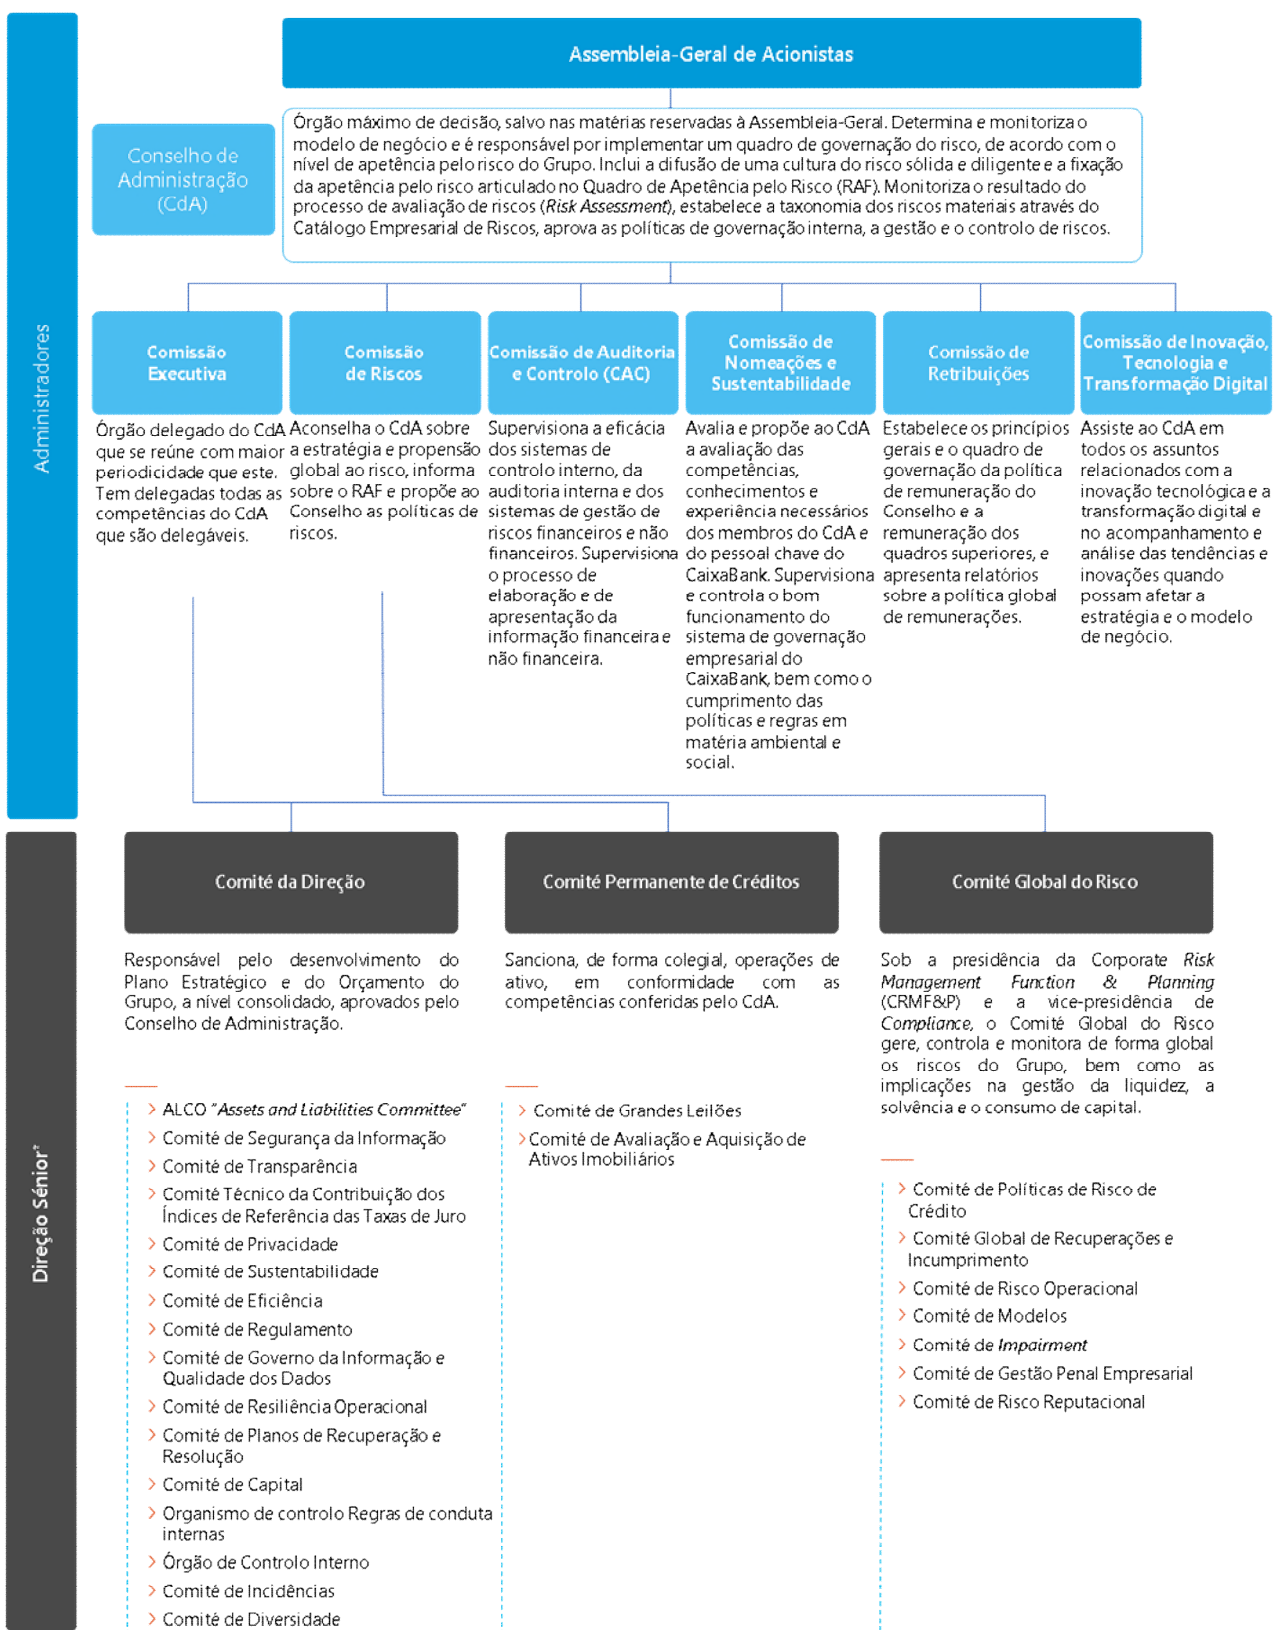 Assembleia-Geral de Acionistas
Administradores
Conselho de
Administração
(CdA)
Órgão máximo de decisão, salvo nas matérias reservadas à Assembleia-Geral. Determina e monitoriza o
modelo de negócio e é responsável por implementar um quadro de governação do risco, de acordo com o
nível de apetência pelo risco do Grupo. Inclui a difusão de uma cultura do risco sólida e diligente e a fixação
da apetência pelo risco articulado no Quadro de Apetência pelo Risco (RAF). Monitoriza o resultado do
processo de avaliação de riscos (Risk Assessment), estabelece a taxonomia dos riscos materiais através do
Catálogo Empresarial de Riscos, aprova as políticas de governação interna, a gestão e o controlo de riscos.
Comissão
Executiva
Órgão delegado do CdA
que se reúne com maior
periodicidade que este.
Tem delegadas todas as
competências do CdA
que são delegáveis.
Comissão
de Riscos
Aconselha o CdA sobre
a estratégia e propensão
global ao risco, informa
sobre o RAF e propõe ao
Conselho as políticas de
riscos.
Comissão de Auditoria
e Controlo (CAC)
Supervisiona a eficácia
dos sistemas de
controlo interno, da
auditoria interna e dos
sistemas de gestão de
riscos financeiros e não
financeiros. Supervisiona
o processo de
elaboração e de
apresentação da
informação financeira e
não financeira.
Comissão de
Nomeações e
Sustentabilidade
Avalia e propõe ao CdA
a avaliação das
competências,
conhecimentos e
experiência necessários
dos membros do CdA e
do pessoal chave do
CaixaBank. Supervisiona
e controla o bom
funcionamento do
sistema de governação
empresarial do
CaixaBank, bem como o
cumprimento das
políticas e regras em
matéria ambiental e
social.
Comissão de
Retribuições
Estabelece os princípios
gerais e o quadro de
governação da política
de remuneração do
Conselho e a
remuneração dos
quadros superiores, e
apresenta relatórios
sobre a política global
de remunerações.
Comissão de Inovação,
Tecnologia e
Transformação Digital
Assiste ao CdA em
todos os assuntos
relacionados com a
inovação tecnológica e a
transformação digital e
no acompanhamento e
análise das tendências e
inovações quando
possam afetar a
estratégia e o modelo
de negócio.
Direção Sénior*
Comité da Direção
Responsável pelo desenvolvimento do
Plano Estratégico e do Orçamento do
Grupo, a nível consolidado, aprovados pelo
Conselho de Administração.
> ALCO "Assets and Liabilities Committee"
> Comité de Segurança da Informação
> Comité de Transparência
> Comité Técnico da Contribuição dos
Índices de Referência das Taxas de Juro
> Comité de Privacidade
> Comité de Sustentabilidade
> Comité de Eficiência
> Comité de Regulamento
> Comité de Governo da Informação e
Qualidade dos Dados
> Comité de Resiliência Operacional
> Comité de Planos de Recuperação e
Resolução
> Comité de Capital
> Organismo de controlo Regras de conduta
internas
> Órgão de Controlo Interno
> Comité de Incidências
> Comité de Diversidade
Comité Permanente de Créditos
Sanciona, de forma colegial, operações de
ativo, em conformidade com as
competências conferidas pelo CdA.
> Comité de Grandes Leilões
> Comité de Avaliação e Aquisição de
Ativos Imobiliários
Comité Global do Risco
Sob a presidência da Corporate Risk
Management Function & Planning
(CRMF&P) e a vice-presidência de
Compliance, o Comité Global do Risco
gere, controla e monitora de forma global
os riscos do Grupo, bem como as
implicações na gestão da liquidez, a
solvência e o consumo de capital.
> Comité de Políticas de Risco de
Crédito
> Comité Global de Recuperações e
Incumprimento
> Comité de Risco Operacional
> Comité de Modelos
> Comité de Impairment
> Comité de Gestão Penal Empresarial
> Comité de Risco Reputacional